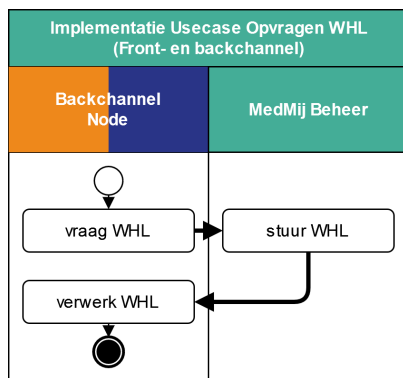 Implementatie Usecase Opvragen WHL
(Front- en backchannel)
Backchannel
Node
MedMij Beheer
vraag WHL
stuur WHL
verwerk WHL